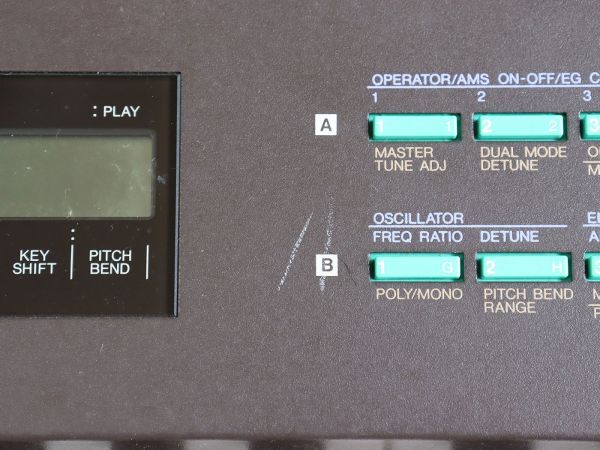 : PLAY
KEY SHIFT
:
PITCH BEND
OPERATOR/AMS ON-OFF/EG C
1 2 3
A
1 1 2 2 3
MASTER TUNE ADJ
DUAL MODE DETUNE
OSCILLATOR
FREQ RATIO DETUNE
B
1 G 2 H
POLY/MONO
PITCH BEND RANGE